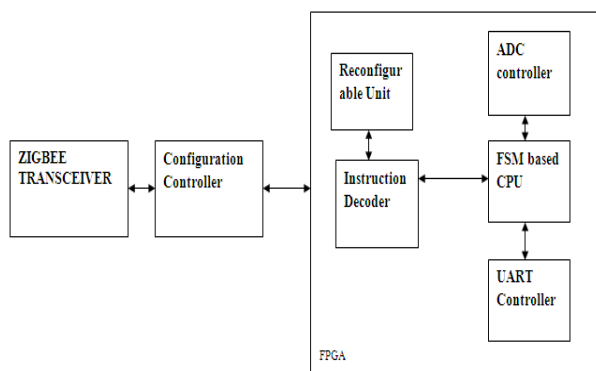 Reconfigur
able Unit
ADC
controller
ZIGBEE
TRANSCEIVER
Configuration
Controller
Instruction
Decoder
FSM based
CPU
UART
Controller
FPGA